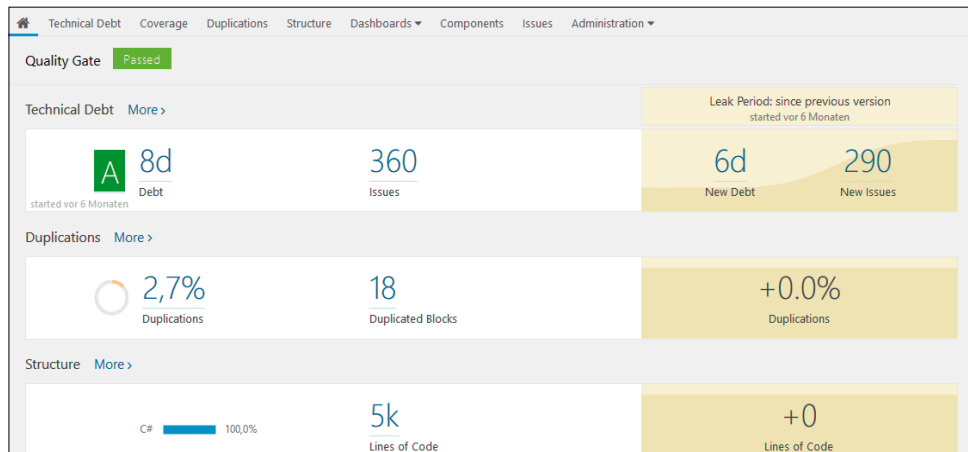 Technical Debt Coverage Duplications Structure Dashboards Components Issues Administration
Quality Gate Passed
Technical Debt More ›
Leak Period: since previous version
started vor 6 Monaten
A 8d 360 6d 290
Debt Issues New Debt New Issues
started vor 6 Monaten
Duplications More ›
2,7% 18 +0.0%
Duplications Duplicated Blocks Duplications
Structure More ›
C# 100,0% 5k +0
Lines of Code Lines of Code